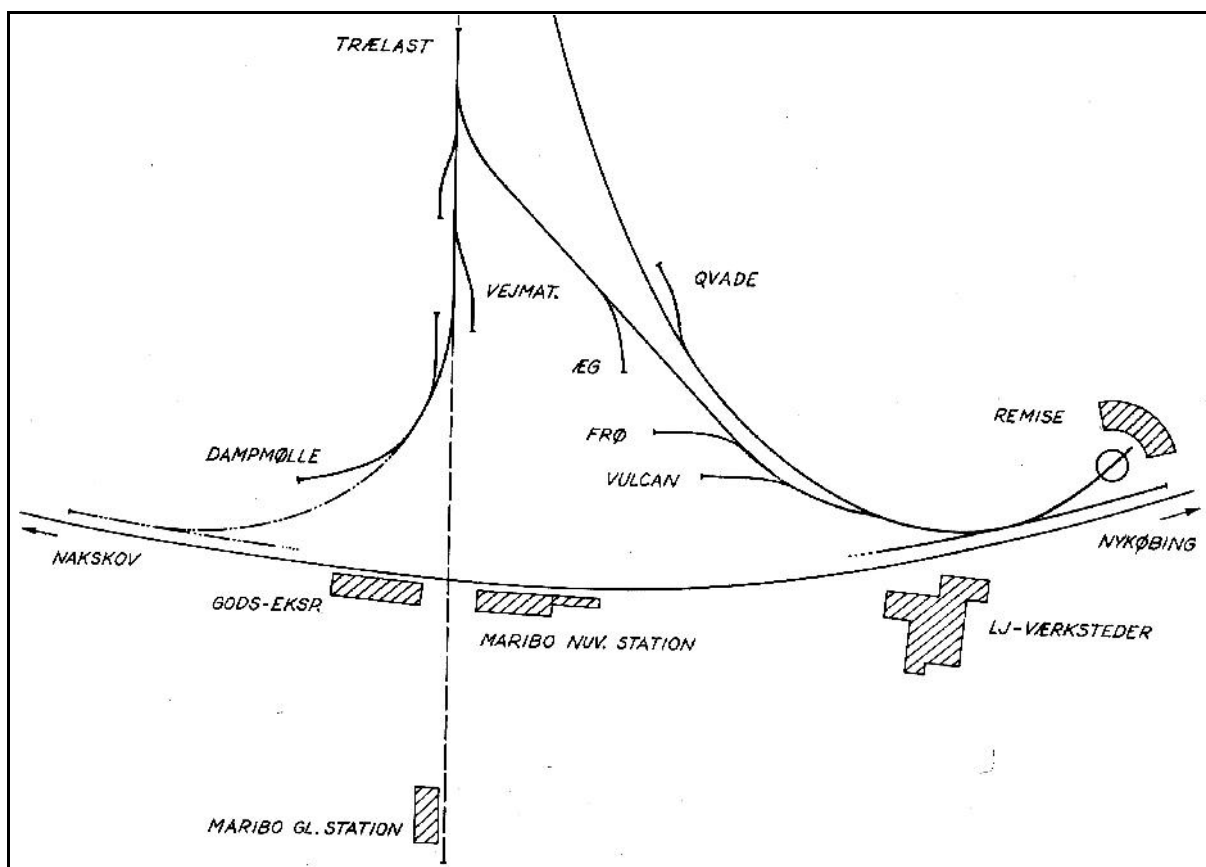 TRÆLAST
QVADE
VEJMAT.
ÆG
REMISE
FRØ
DAMPMØLLE
VULCAN
NAKSKOV
NYKØBING
GODS-EKSP.
MARIBO NUV. STATION
LJ-VÆRKSTEDER
MARIBO GL. STATION